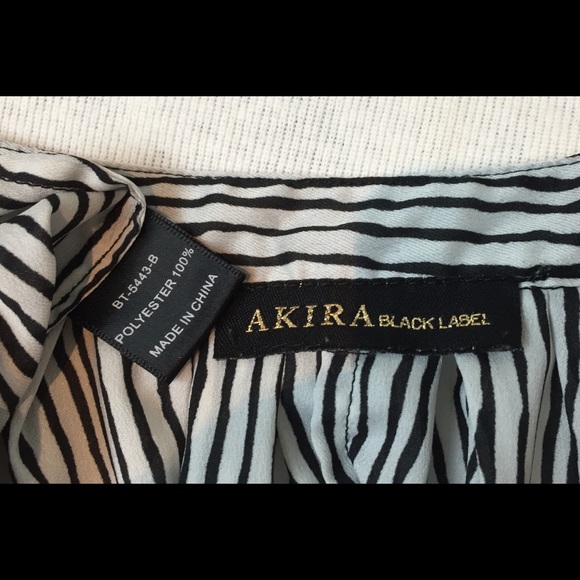 BT-5443-B
POLYESTER 100%
MADE IN CHINA
AKIRA BLACK LABEL